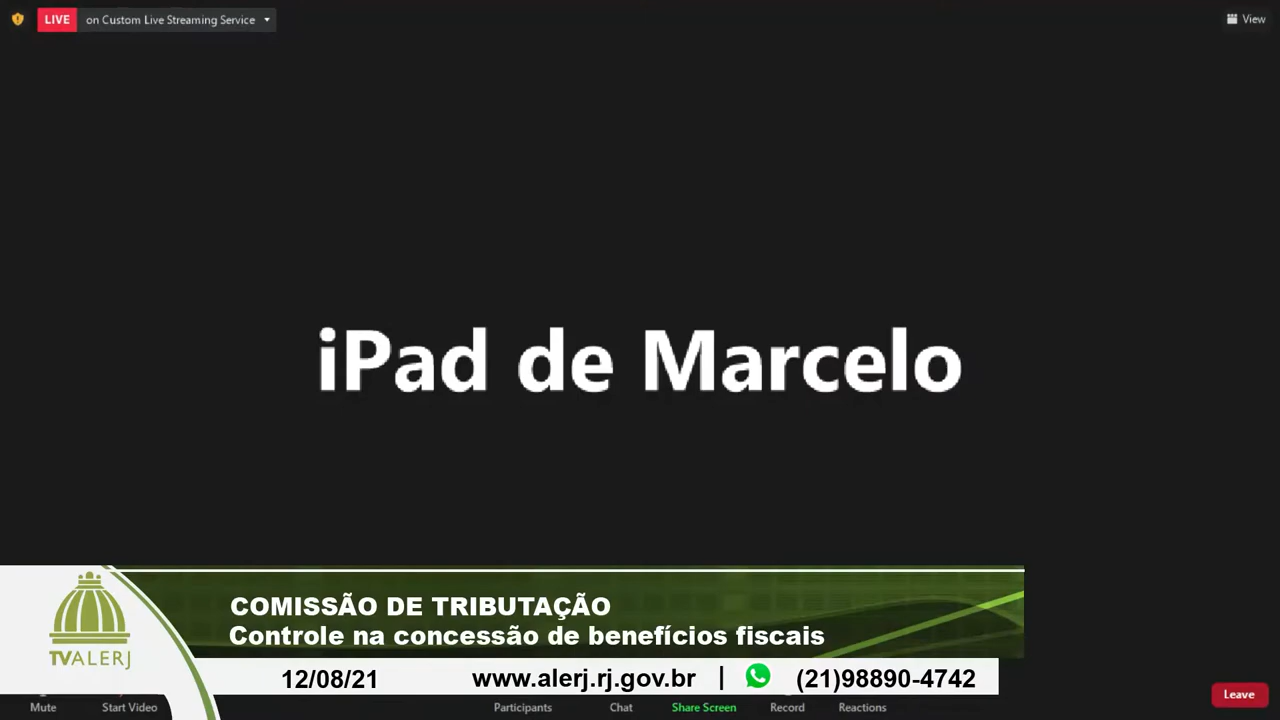 LIVE on Custom Live Streaming Service
View
iPad de Marcelo
COMISSÃO DE TRIBUTAÇÃO
Controle na concessão de benefícios fiscais
TVALERJ
12/08/21 www.alerj.rj.gov.br | (21)98890-4742
Leave
Mute Start Video Participants Chat Share Screen Record Reactions